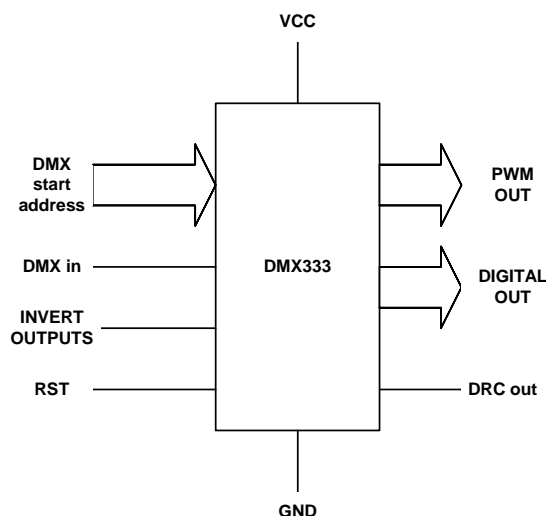 VCC
DMX
start
address
PWM
OUT
DMX in
DMX333
DIGITAL
OUT
INVERT
OUTPUTS
RST
DRC out
GND